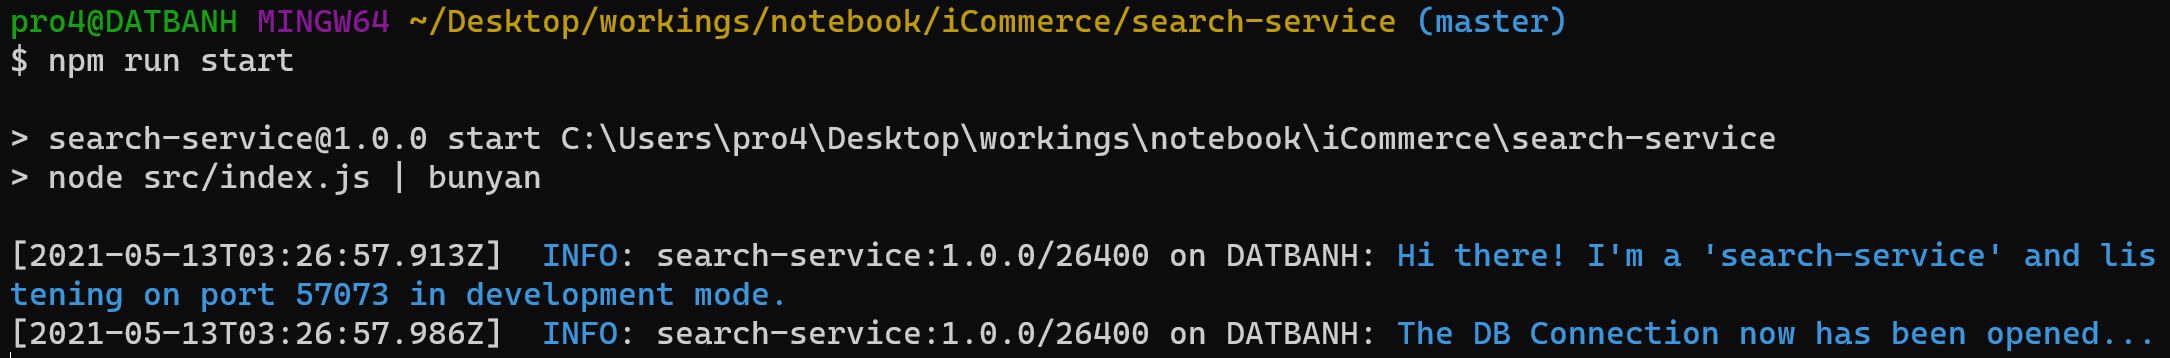 pro4@DATBANH MINGW64 ~/Desktop/workings/notebook/iCommerce/search-service (master)
$ npm run start
> search-service@1.0.0 start C:\Users\pro4\Desktop\workings\notebook\iCommerce\search-service
> node src/index.js | bunyan
[2021-05-13T03:26:57.913Z]  INFO: search-service:1.0.0/26400 on DATBANH: Hi there! I'm a 'search-service' and lis
tening on port 57073 in development mode.
[2021-05-13T03:26:57.986Z]  INFO: search-service:1.0.0/26400 on DATBANH: The DB Connection now has been opened...